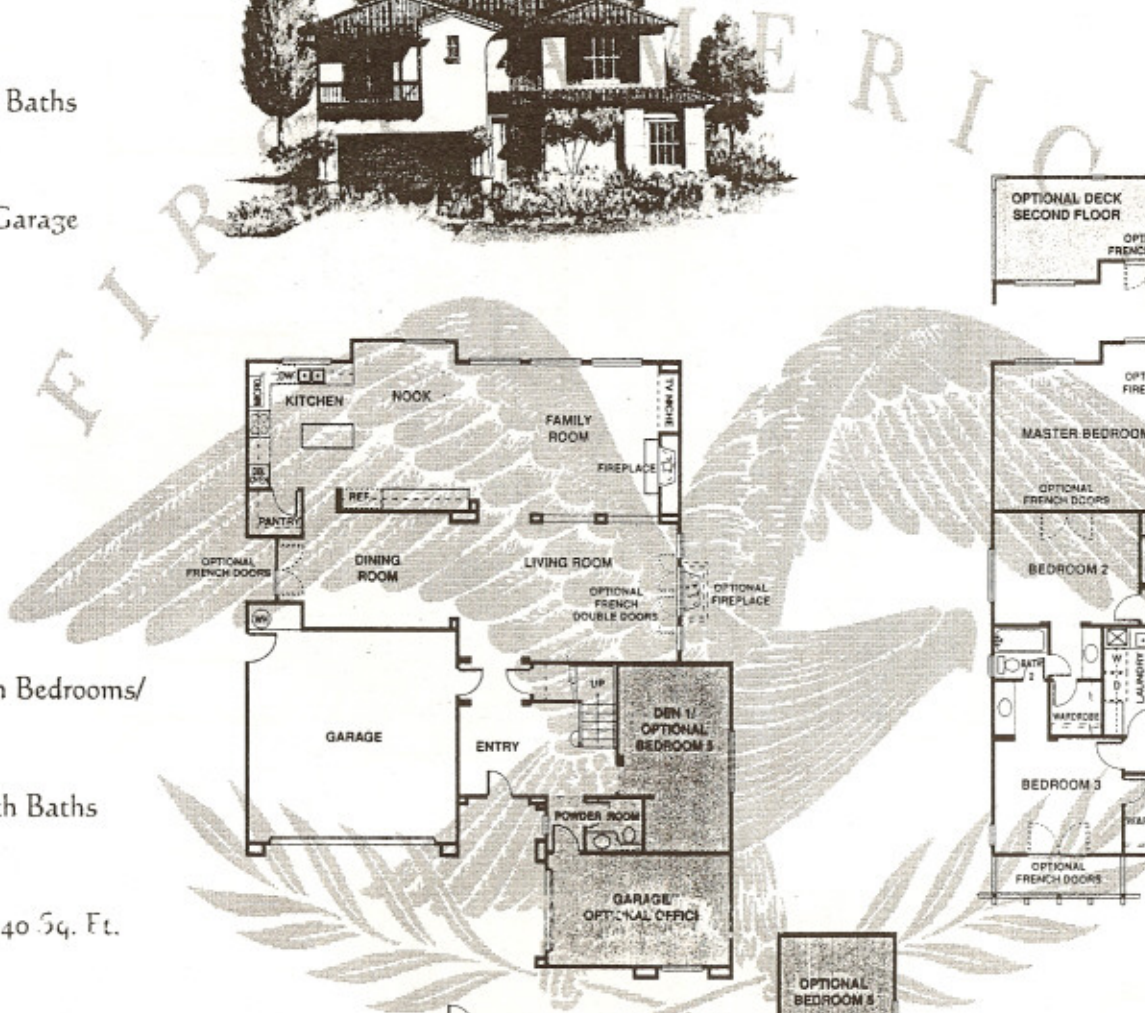 Baths
Garage
FIRST AMERIC
OPTIONAL DECK
SECOND FLOOR
KITCHEN
NOOK
FAMILY
ROOM
TV NICHE
FIREPLACE
MICRO.
DW
REF.
PANTRY
OPTIONAL
FRENCH DOORS
DINING
ROOM
LIVING ROOM
OPTIONAL
FRENCH
DOUBLE DOORS
OPTIONAL
FIREPLACE
WH
GARAGE
ENTRY
UP
DEN 1/
OPTIONAL
BEDROOM 5
POWDER ROOM
GARAGE/
OPTIONAL OFFICE
OPTIONAL
BEDROOM 5
MASTER BEDROOM
OPTIONAL
FRENCH DOORS
BEDROOM 2
BATH
2
W
D
LAUNDRY
WARDROBE
BEDROOM 3
OPTIONAL
FRENCH DOORS
Bedrooms/
Baths
40 Sq. Ft.